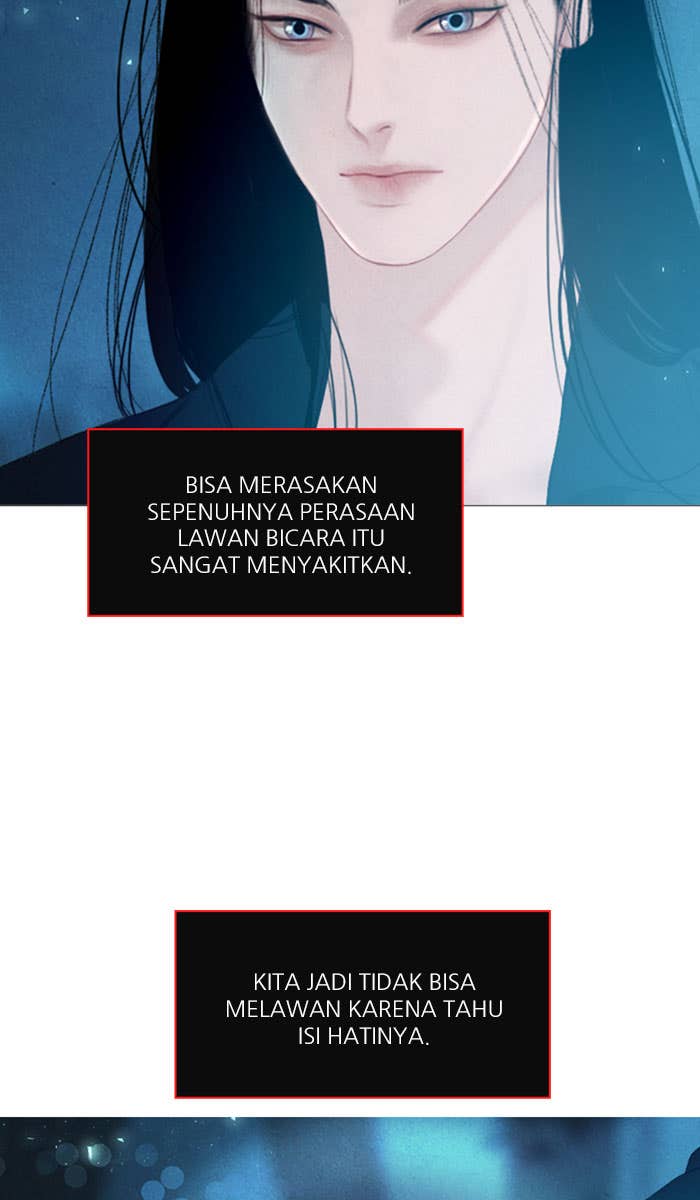 BISA MERASAKAN
SEPENUHNYA PERASAAN
LAWAN BICARA ITU
SANGAT MENYAKITKAN.
KITA JADI TIDAK BISA
MELAWAN KARENA TAHU
ISI HATINYA.